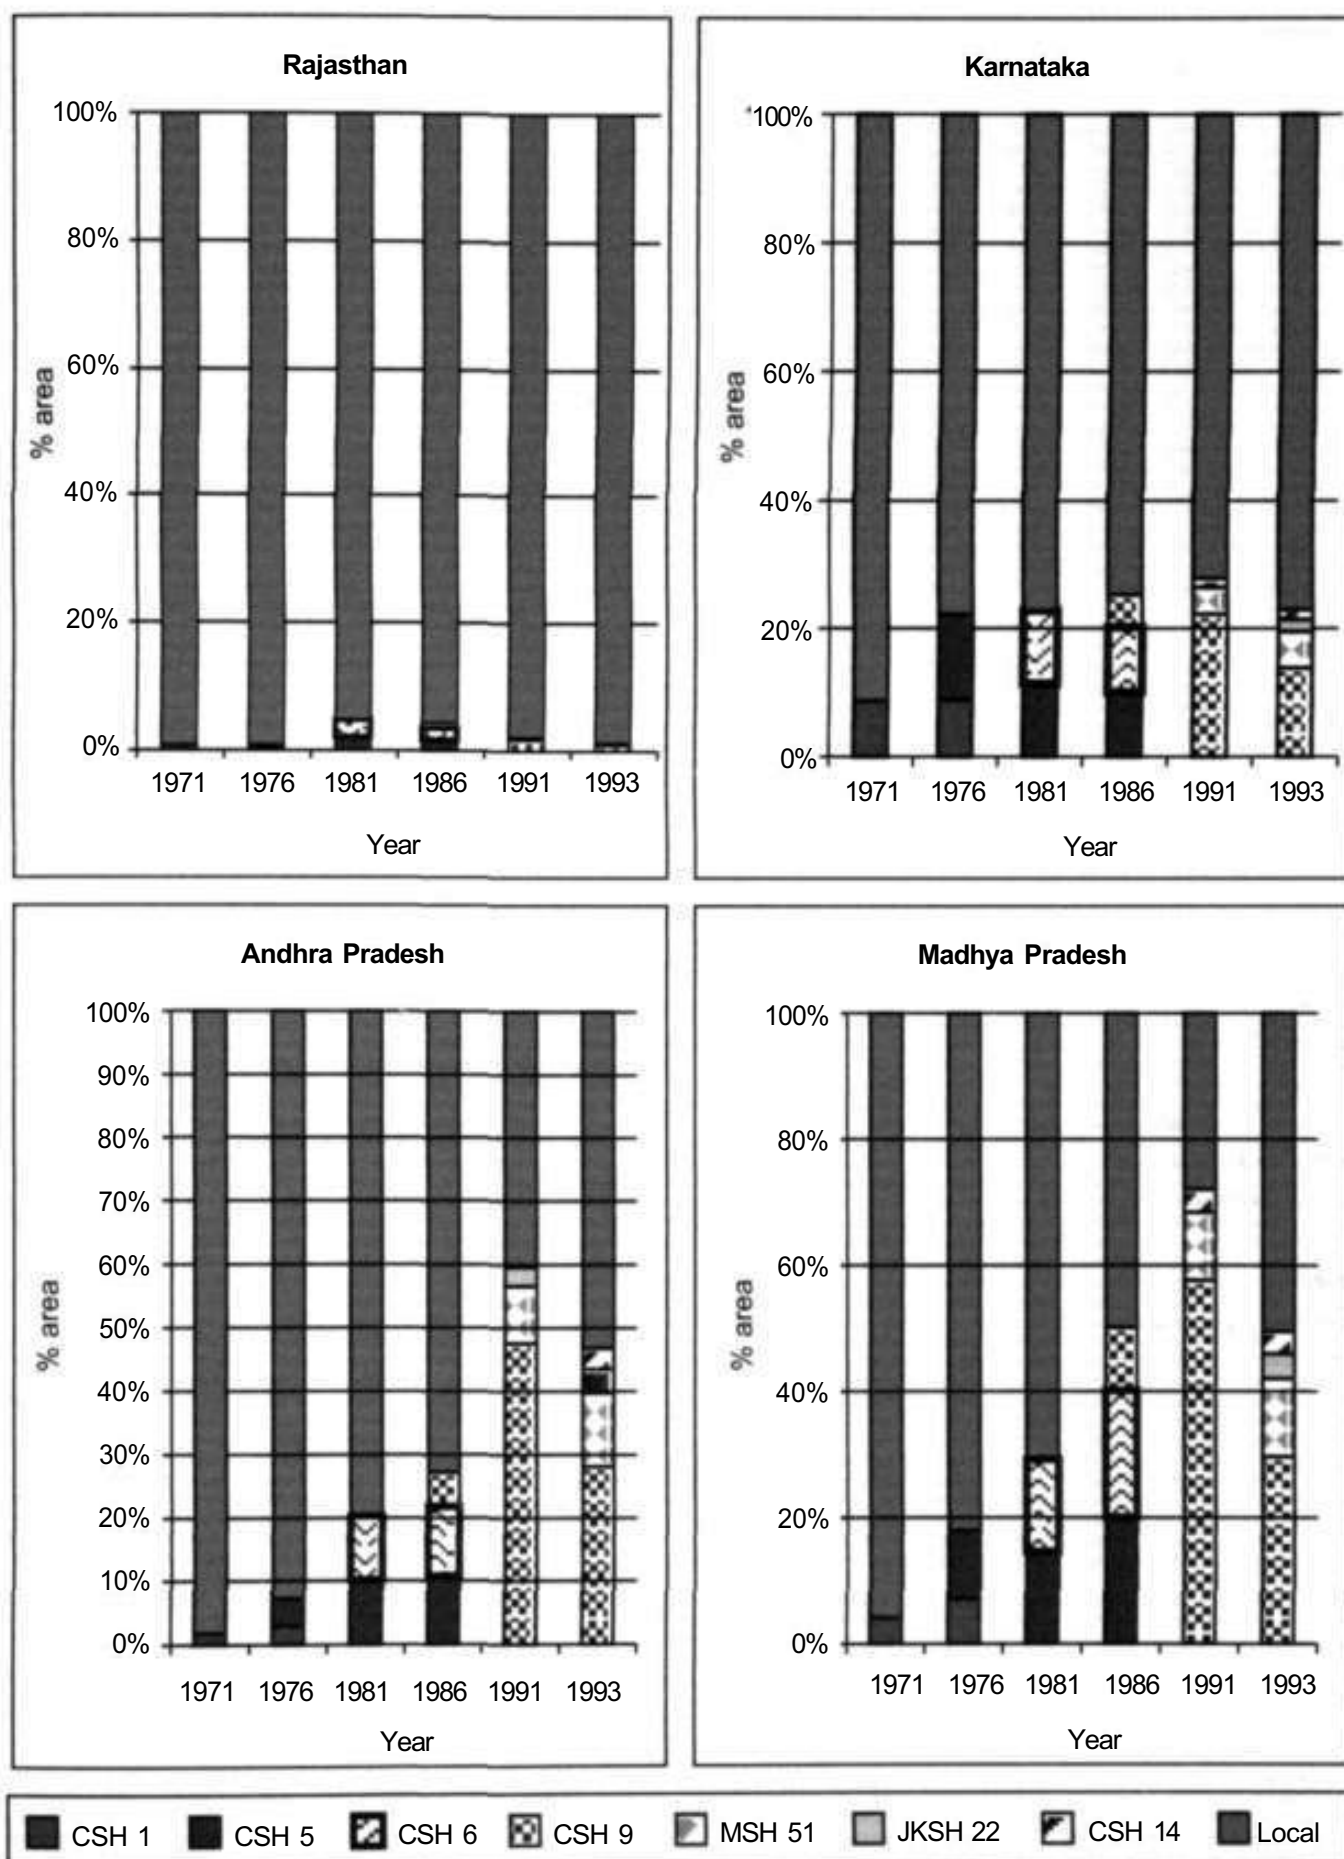 Rajasthan
100%
80%
60%
40%
20%
0%
% area
1971 1976 1981 1986 1991 1993
Year
Karnataka
100%
80%
60%
40%
20%
0%
% area
1971 1976 1981 1986 1991 1993
Year
Andhra Pradesh
100%
90%
80%
70%
60%
50%
40%
30%
20%
10%
0%
% area
1971 1976 1981 1986 1991 1993
Year
Madhya Pradesh
100%
80%
60%
40%
20%
0%
% area
1971 1976 1981 1986 1991 1993
Year
CSH 1 CSH 5 CSH 6 CSH 9 MSH 51 JKSH 22 CSH 14 Local